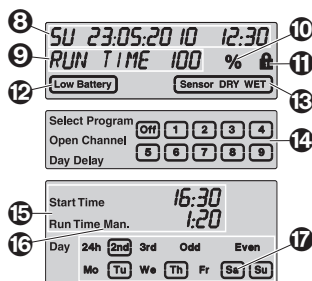 8 SU 23:05:2010 12:30
9 RUN TIME 100 % 10
11
12 Low Battery Sensor DRY WET 13
Select Program Off 1 2 3 4
Open Channel 14
Day Delay 5 6 7 8 9
15 Start Time 16:30
Run Time Man. 1:20
16
Day 24h 2nd 3rd Odd Even 17
Mo Tu We Th Fr Sa Su